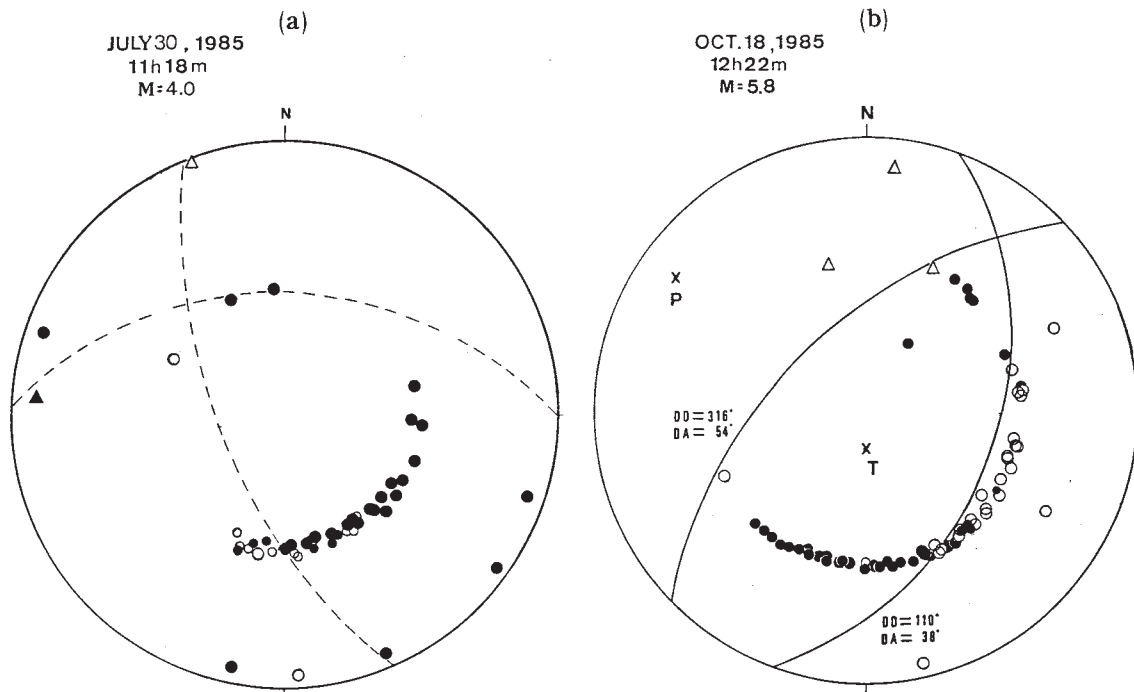 (a)
JULY 30, 1985
11h 18m
M=4.0
N
(b)
OCT. 18, 1985
12h 22m
M=5.8
N
P
DD=316°
DA= 54°
T
DD=110°
DA= 38°